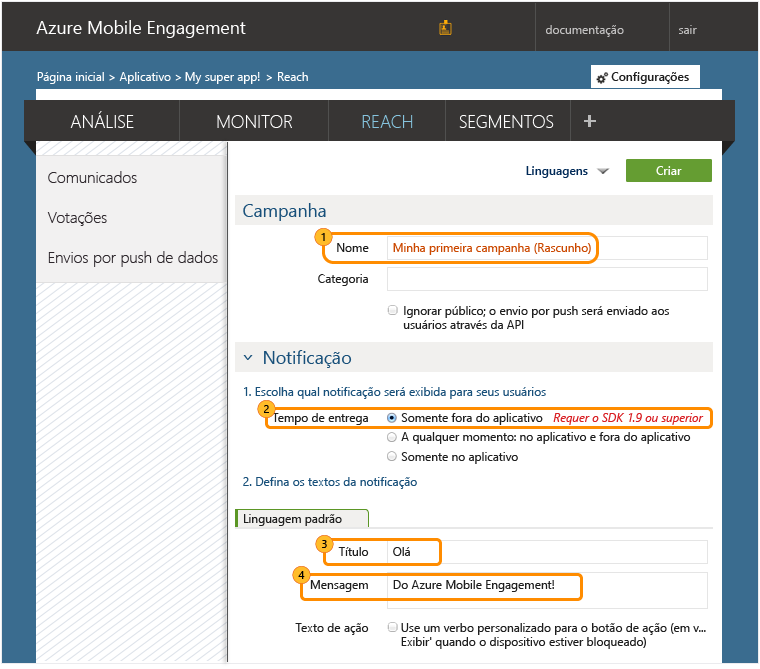 Azure Mobile Engagement
documentação
sair
Página inicial > Aplicativo > My super app! > Reach
Configurações
ANÁLISE
MONITOR
REACH
SEGMENTOS
+
Comunicados
Votações
Envios por push de dados
Linguagens
Criar
Campanha
1
Nome
Minha primeira campanha (Rascunho)
Categoria
Ignorar público; o envio por push será enviado aos
usuários através da API
Notificação
1. Escolha qual notificação será exibida para seus usuários
2
Tempo de entrega
Somente fora do aplicativo
Requer o SDK 1.9 ou superior
A qualquer momento: no aplicativo e fora do aplicativo
Somente no aplicativo
2. Defina os textos da notificação
Linguagem padrão
3
Título
Olá
4
Mensagem
Do Azure Mobile Engagement!
Texto de ação
Use um verbo personalizado para o botão de ação (em v...
Exibir' quando o dispositivo estiver bloqueado)